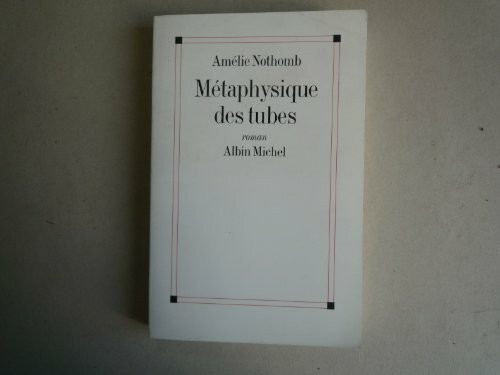 Amélie Nothomb
Métaphysique
des tubes
roman
Albin Michel